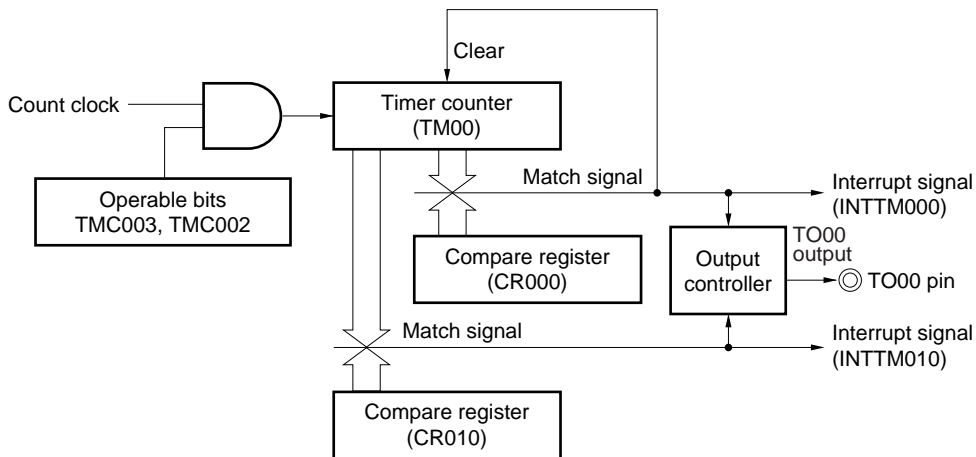 Clear
Count clock
Timer counter
(TM00)
Operable bits
TMC003, TMC002
Match signal
Interrupt signal
(INTTM000)
Compare register
(CR000)
Output
controller
TO00
output
TO00 pin
Match signal
Interrupt signal
(INTTM010)
Compare register
(CR010)